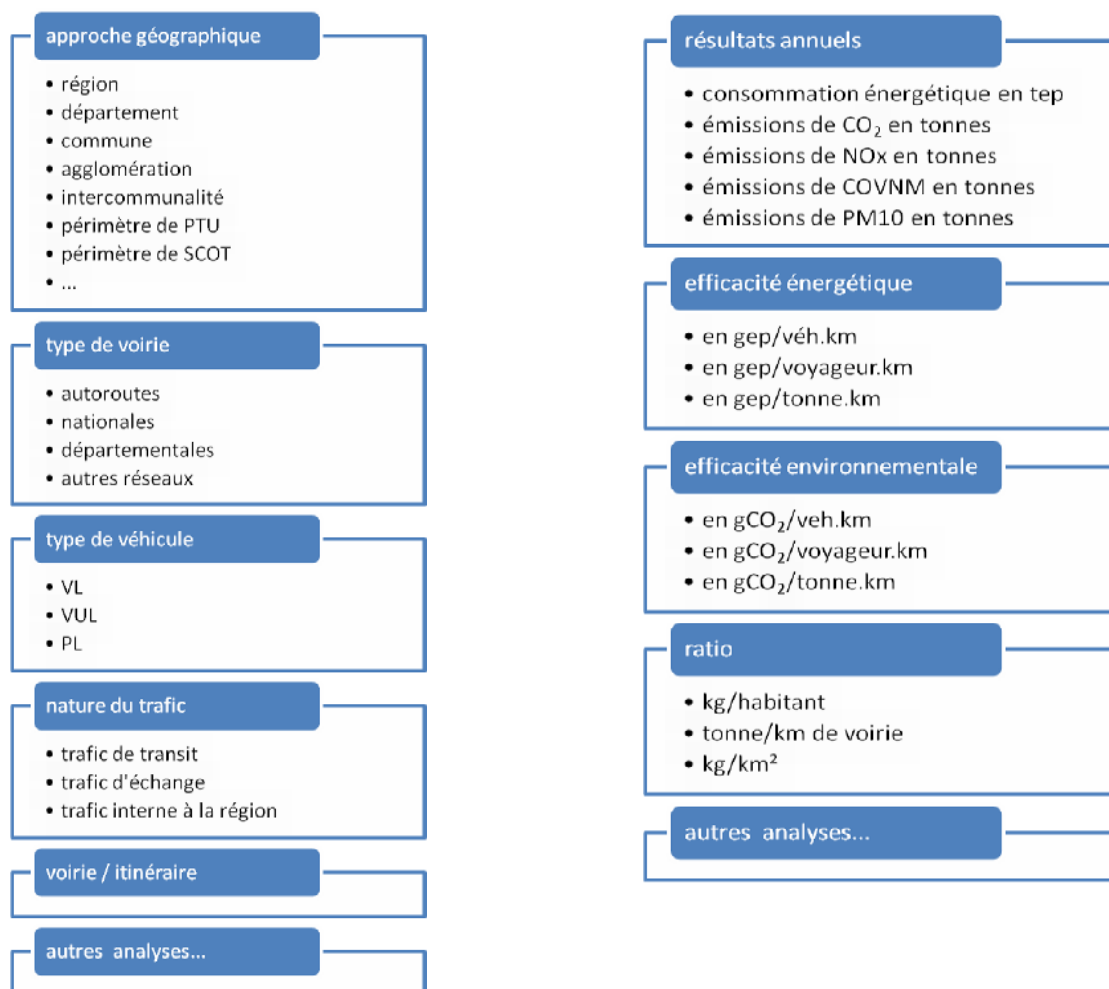 approche géographique
• région
• département
• commune
• agglomération
• intercommunalité
• périmètre de PTU
• périmètre de SCOT
• ...
type de voirie
• autoroutes
• nationales
• départementales
• autres réseaux
type de véhicule
• VL
• VUL
• PL
nature du trafic
• trafic de transit
• trafic d'échange
• trafic interne à la région
voirie / itinéraire
autres analyses...
résultats annuels
• consommation énergétique en tep
• émissions de CO₂ en tonnes
• émissions de NOx en tonnes
• émissions de COVNM en tonnes
• émissions de PM10 en tonnes
efficacité énergétique
• en gep/véh.km
• en gep/voyageur.km
• en gep/tonne.km
efficacité environnementale
• en gCO₂/veh.km
• en gCO₂/voyageur.km
• en gCO₂/tonne.km
ratio
• kg/habitant
• tonne/km de voirie
• kg/km²
autres analyses...